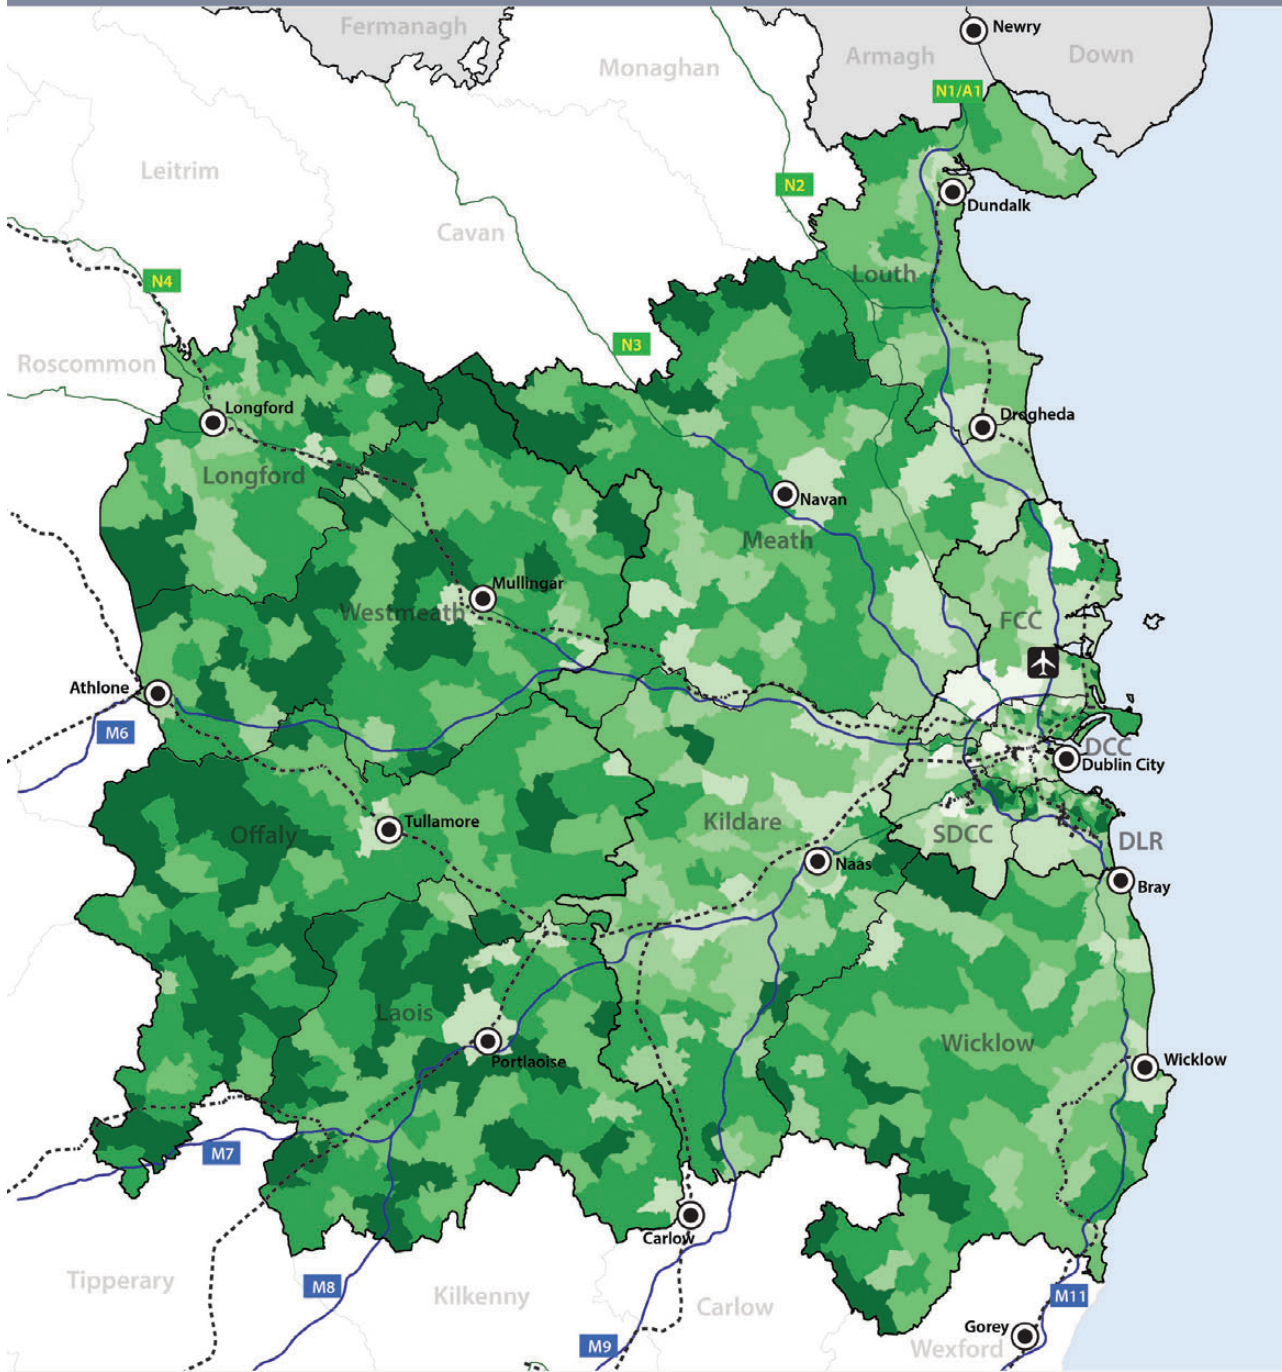 Fermanagh
Newry
Armagh
Down
Monaghan
N1/A1
Leitrim
N2
Dundalk
Cavan
Louth
N4
N3
Roscommon
Longford
Drogheda
Longford
Navan
Meath
Mullingar
Westmeath
FCC
Athlone
M6
DCC
Dublin City
Tullamore
Offaly
Kildare
SDCC
DLR
Naas
Bray
Laois
Wicklow
Portlaoise
Wicklow
M7
Carlow
Tipperary
M8
Kilkenny
Carlow
M11
Gorey
M9
Wexford